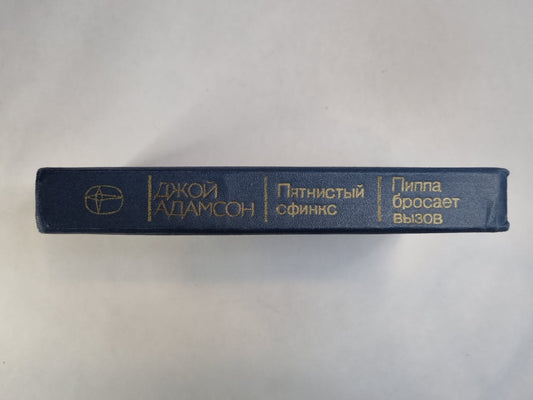 ДЖОЙ
АДАМСОН
Пятнистый
сфинкс
Пиппа
бросает
вызов